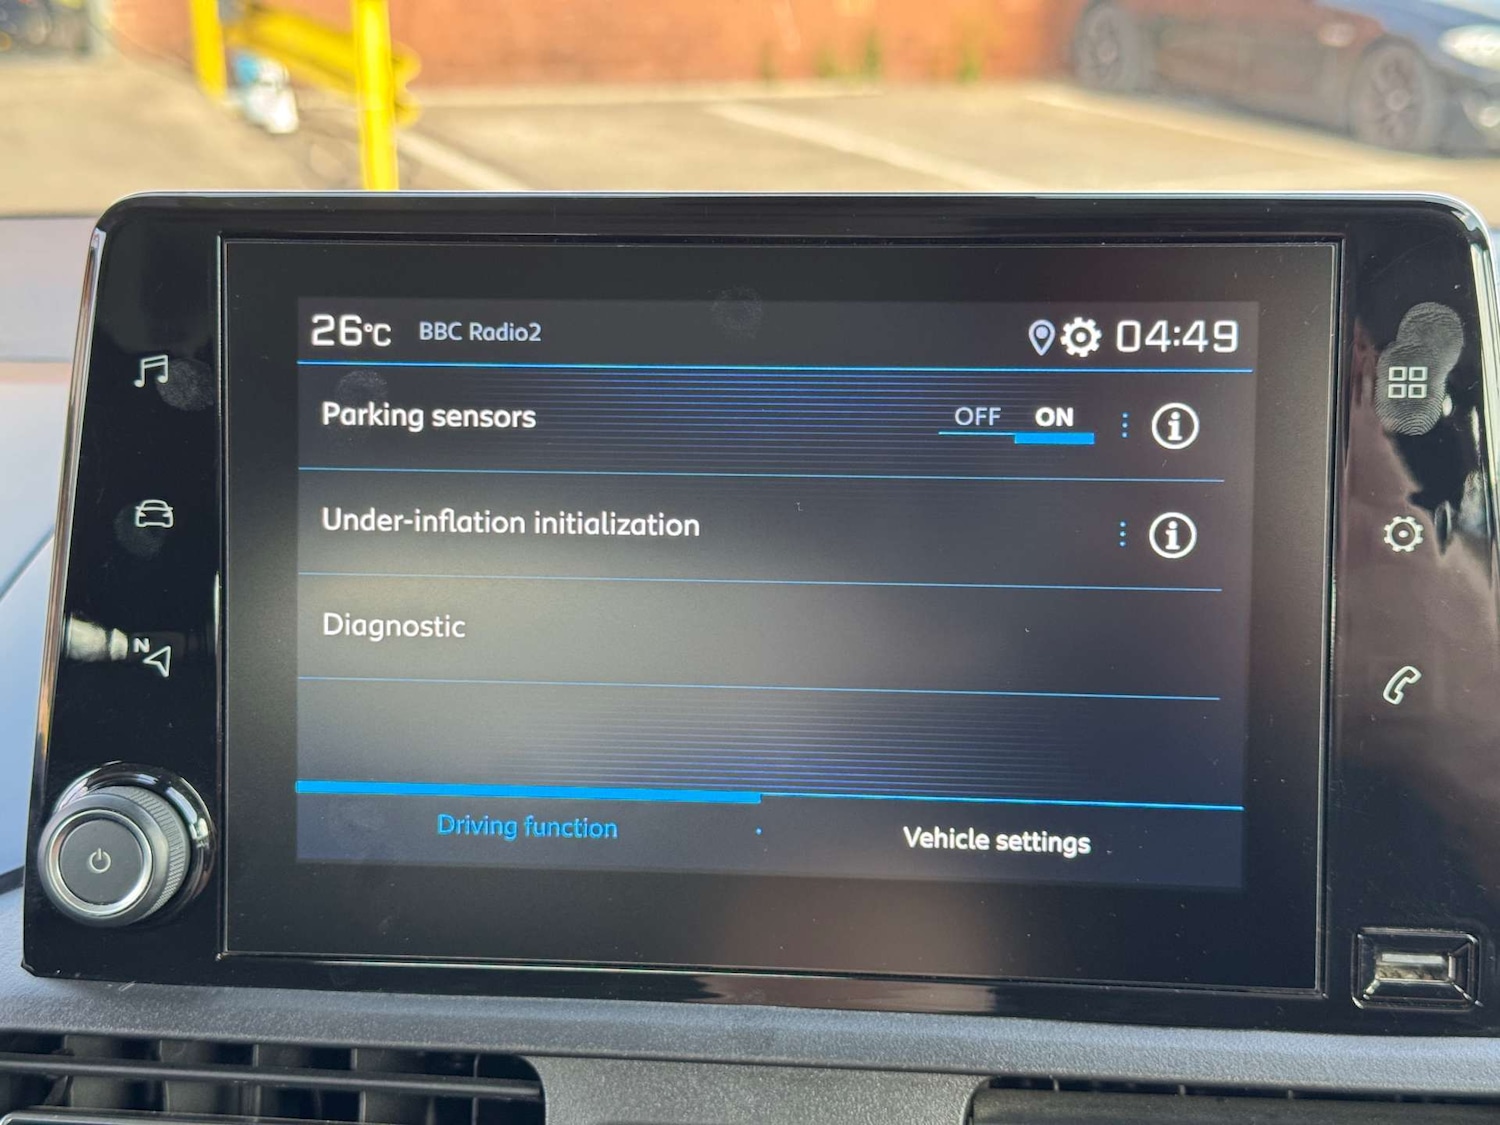 26°C BBC Radio2 04:49
Parking sensors OFF ON
Under-inflation initialization
Diagnostic
Driving function Vehicle settings
N